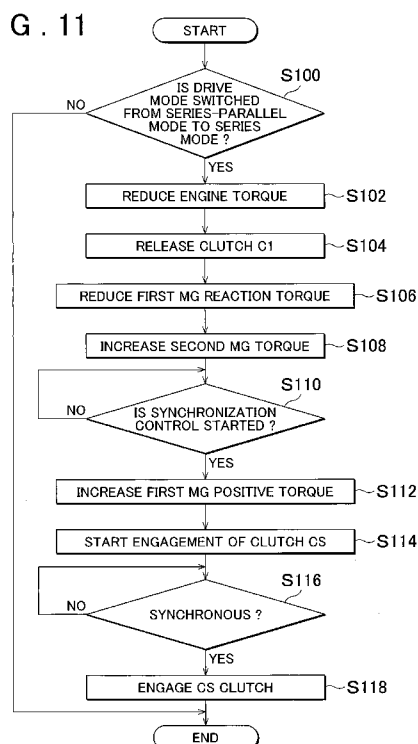 G . 11
START
S100
IS DRIVE
MODE SWITCHED
FROM SERIES-PARALLEL
MODE TO SERIES
MODE ?
NO
YES
REDUCE ENGINE TORQUE
S102
RELEASE CLUTCH C1
S104
REDUCE FIRST MG REACTION TORQUE
S106
INCREASE SECOND MG TORQUE
S108
S110
IS SYNCHRONIZATION
CONTROL STARTED ?
NO
YES
INCREASE FIRST MG POSITIVE TORQUE
S112
START ENGAGEMENT OF CLUTCH CS
S114
S116
SYNCHRONOUS ?
NO
YES
ENGAGE CS CLUTCH
S118
END